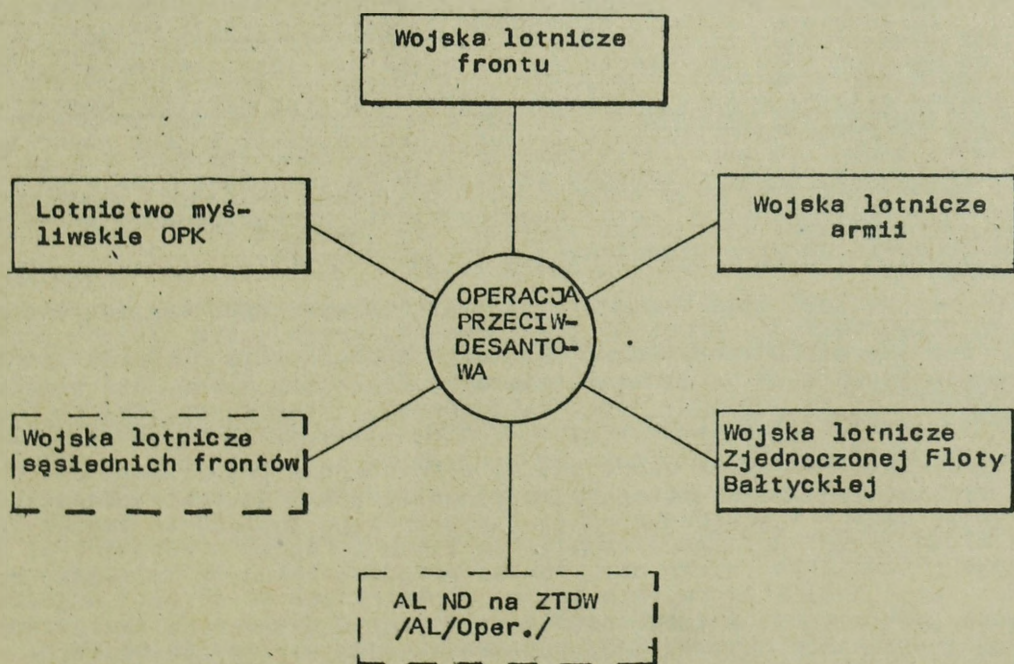 Wojska lotnicze
frontu
Lotnictwo myś-
liwskie OPK
Wojska lotnicze
armii
OPERACJA
PRZECIW-
DESANTO-
WA
Wojska lotnicze
sąsiednich frontów
Wojska lotnicze
Zjednoczonej Floty
Bałtyckiej
AL ND na ZTDW
/AL/Oper./